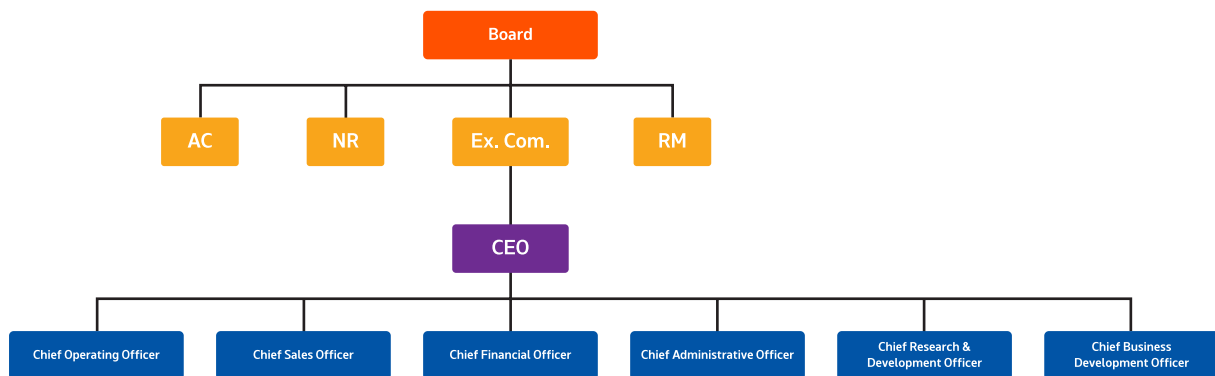 Board
AC
NR
Ex. Com.
RM
CEO
Chief Operating Officer
Chief Sales Officer
Chief Financial Officer
Chief Administrative Officer
Chief Research &
Development Officer
Chief Business
Development Officer